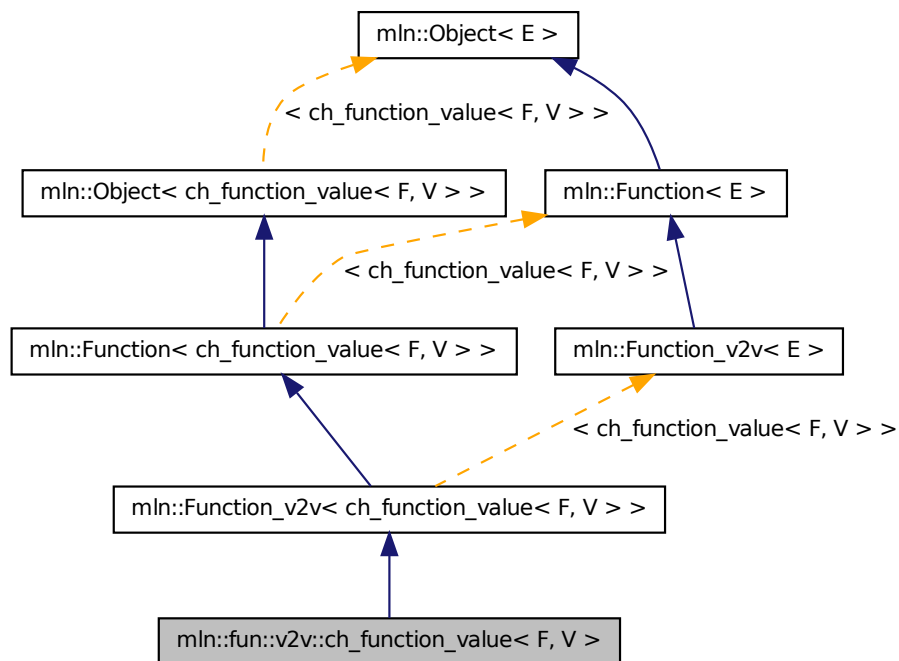 mln::Object< E >
< ch_function_value< F, V > >
mln::Object< ch_function_value< F, V > >
mln::Function< E >
< ch_function_value< F, V > >
mln::Function< ch_function_value< F, V > >
mln::Function_v2v< E >
< ch_function_value< F, V > >
mln::Function_v2v< ch_function_value< F, V > >
mln::fun::v2v::ch_function_value< F, V >